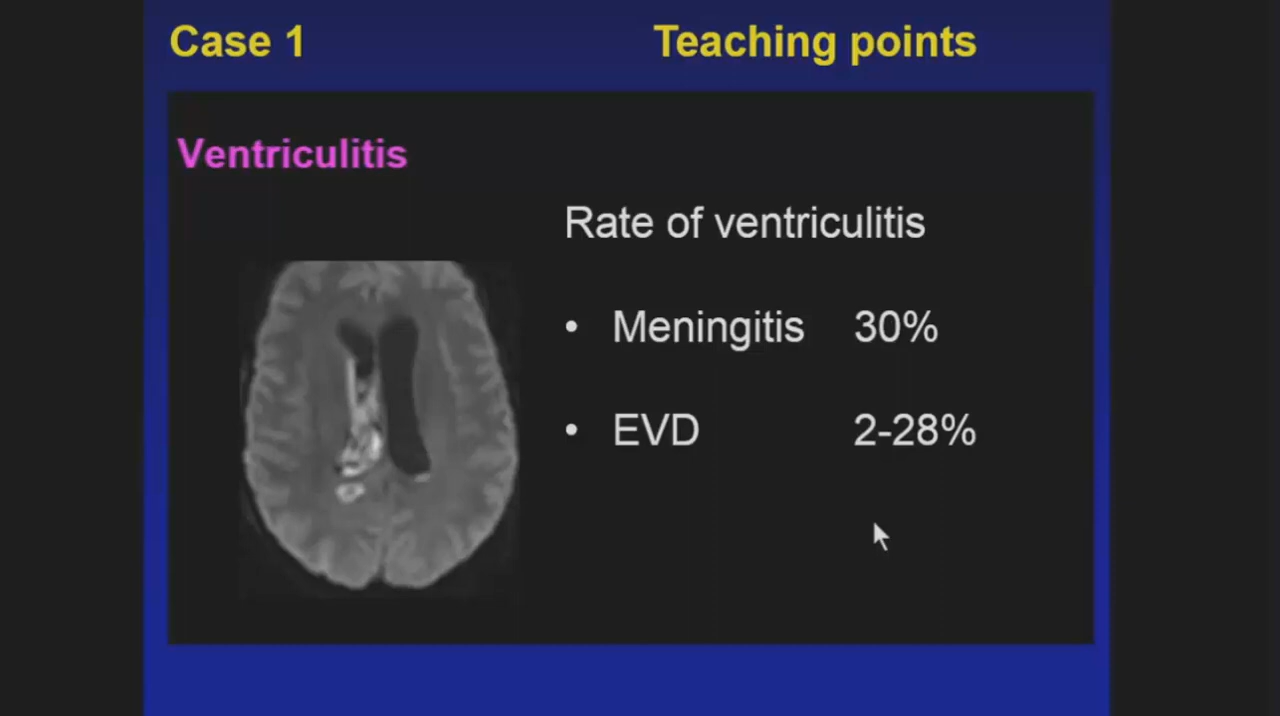 Case 1 Teaching points
Ventriculitis
Rate of ventriculitis
• Meningitis 30%
• EVD 2-28%